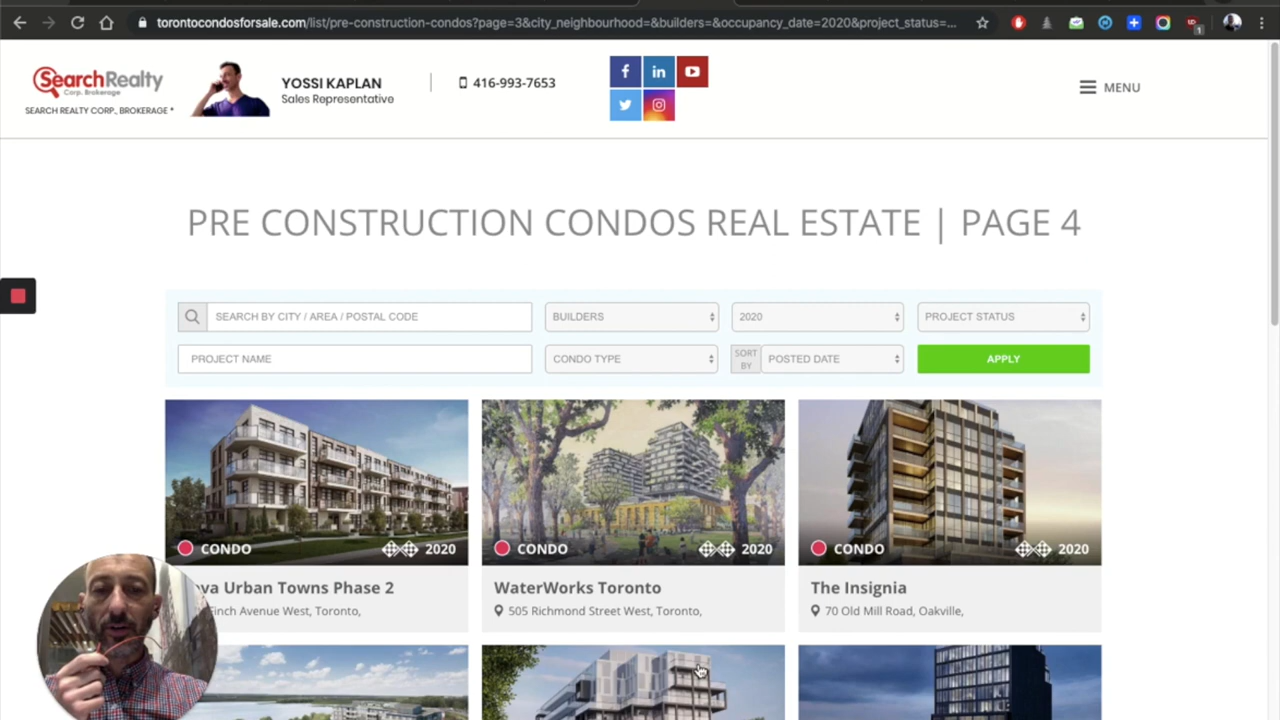 torontocondosforsale.com/list/pre-construction-condos?page=3&city_neighbourhood=&builders=&occupancy_date=2020&project_status=...
1
SearchRealty
Corp. Brokerage
SEARCH REALTY CORP., BROKERAGE *
YOSSI KAPLAN
Sales Representative
416-993-7653
MENU
PRE CONSTRUCTION CONDOS REAL ESTATE | PAGE 4
SEARCH BY CITY / AREA / POSTAL CODE
BUILDERS
2020
PROJECT STATUS
PROJECT NAME
CONDO TYPE
SORT BY
POSTED DATE
APPLY
CONDO
2020
CONDO
2020
CONDO
2020
Urban Towns Phase 2
WaterWorks Toronto
The Insignia
Finch Avenue West, Toronto,
505 Richmond Street West, Toronto,
70 Old Mill Road, Oakville,